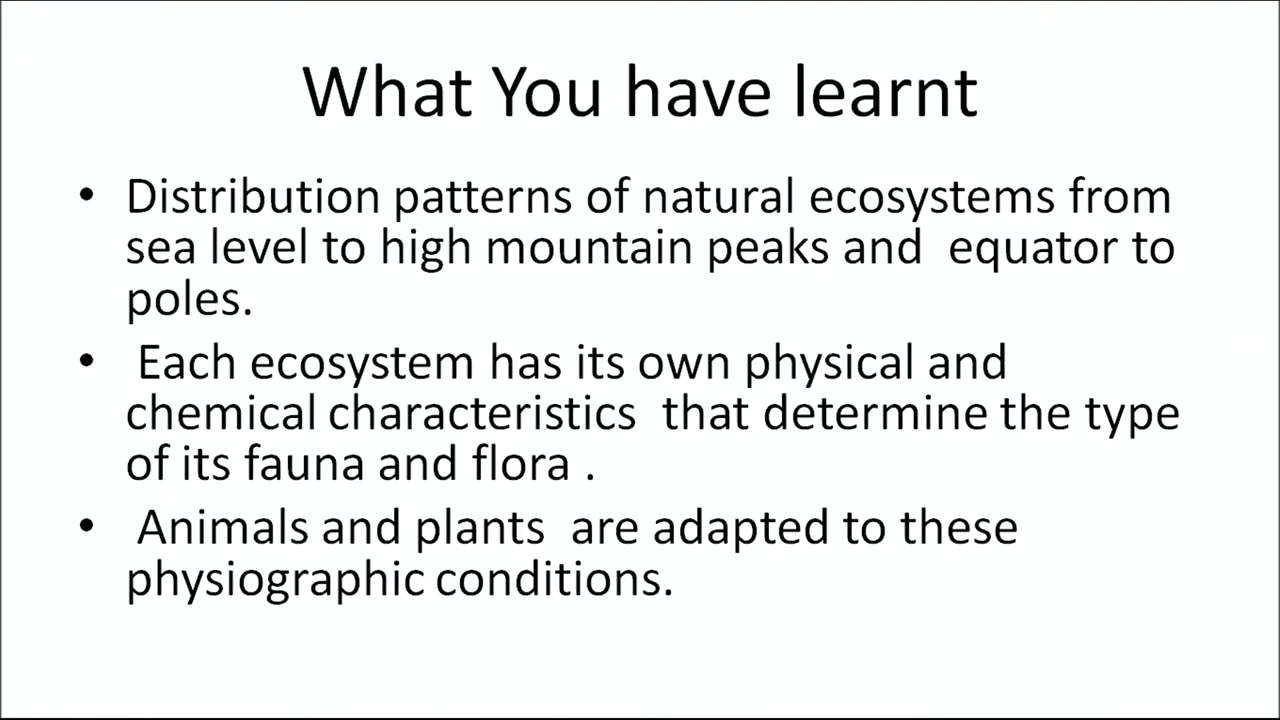 What You have learnt
• Distribution patterns of natural ecosystems from
sea level to high mountain peaks and  equator to
poles.
•  Each ecosystem has its own physical and
chemical characteristics  that determine the type
of its fauna and flora .
•  Animals and plants  are adapted to these
physiographic conditions.